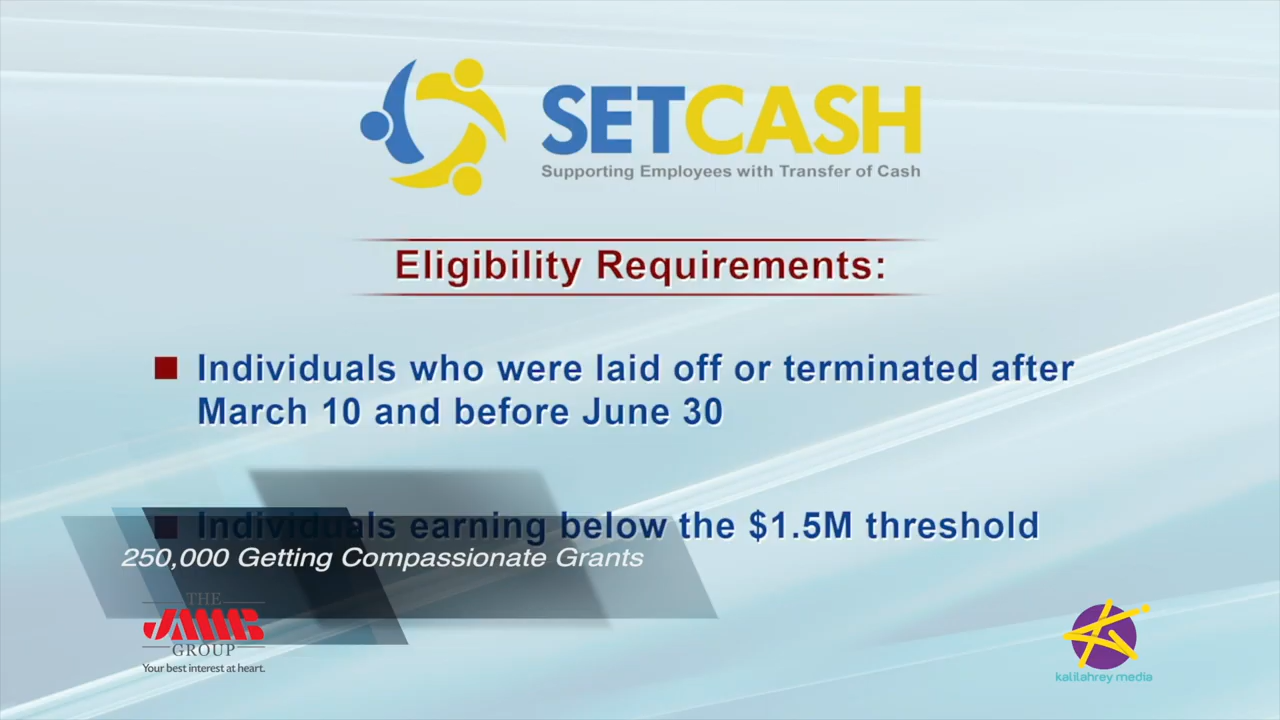 SETCASH
Supporting Employees with Transfer of Cash
Eligibility Requirements:
Individuals who were laid off or terminated after
March 10 and before June 30
Individuals earning below the $1.5M threshold
250,000 Getting Compassionate Grants
THE
JMMB
GROUP
Your best interest at heart.
kalilahrey media